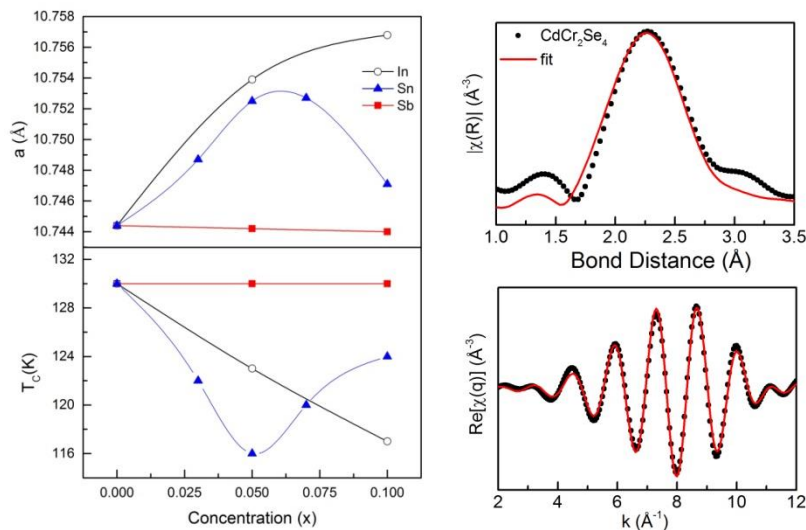 10.758
10.756
10.754
10.752
10.750
10.748
10.746
10.744
a (Å)
In
Sn
Sb
132
128
124
120
116
T_C(K)
0.000 0.025 0.050 0.075 0.100
Concentration (x)
CdCr₂Se₄
fit
|χ(R)| (Å⁻³)
1.0 1.5 2.0 2.5 3.0 3.5
Bond Distance (Å)
Re[χ(q)] (Å⁻³)
2 4 6 8 10 12
k (Å⁻¹)